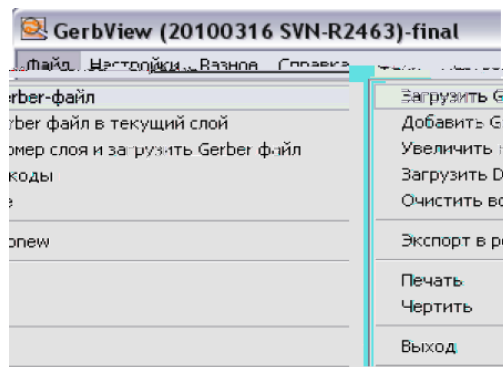 GerbView (20100316 SVN-R2463)-final
Файл Настройки Разное Справка
erber-файл
rber файл в текущий слой
омер слоя и загрузить Gerber файл
коды
onew
Загрузить G
Добавить G
Увеличить
Загрузить D
Очистить вс
Экспорт в р
Печать
Чертить
Выход